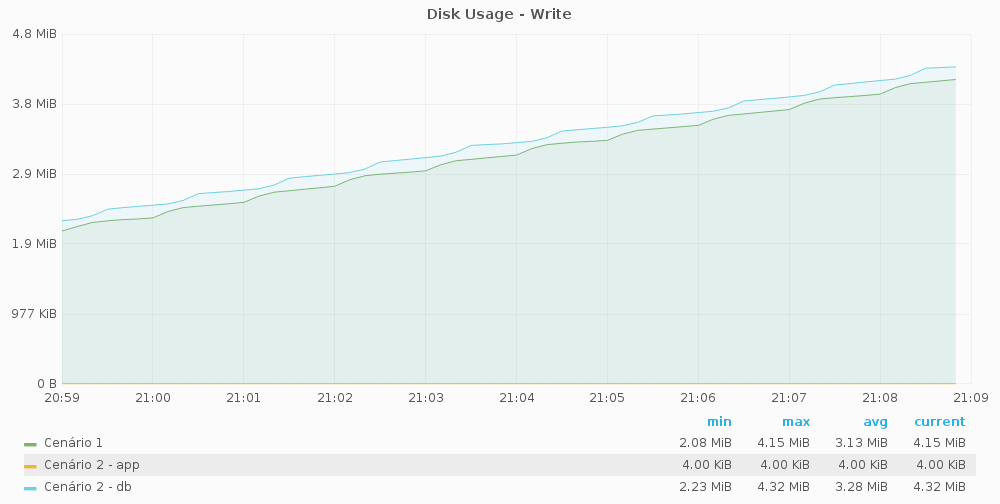 Disk Usage - Write
4.8 MiB
3.8 MiB
2.9 MiB
1.9 MiB
977 KiB
0 B
20:59 21:00 21:01 21:02 21:03 21:04 21:05 21:06 21:07 21:08 21:09
min max avg current
Cenário 1 2.08 MiB 4.15 MiB 3.13 MiB 4.15 MiB
Cenário 2 - app 4.00 KiB 4.00 KiB 4.00 KiB 4.00 KiB
Cenário 2 - db 2.23 MiB 4.32 MiB 3.28 MiB 4.32 MiB